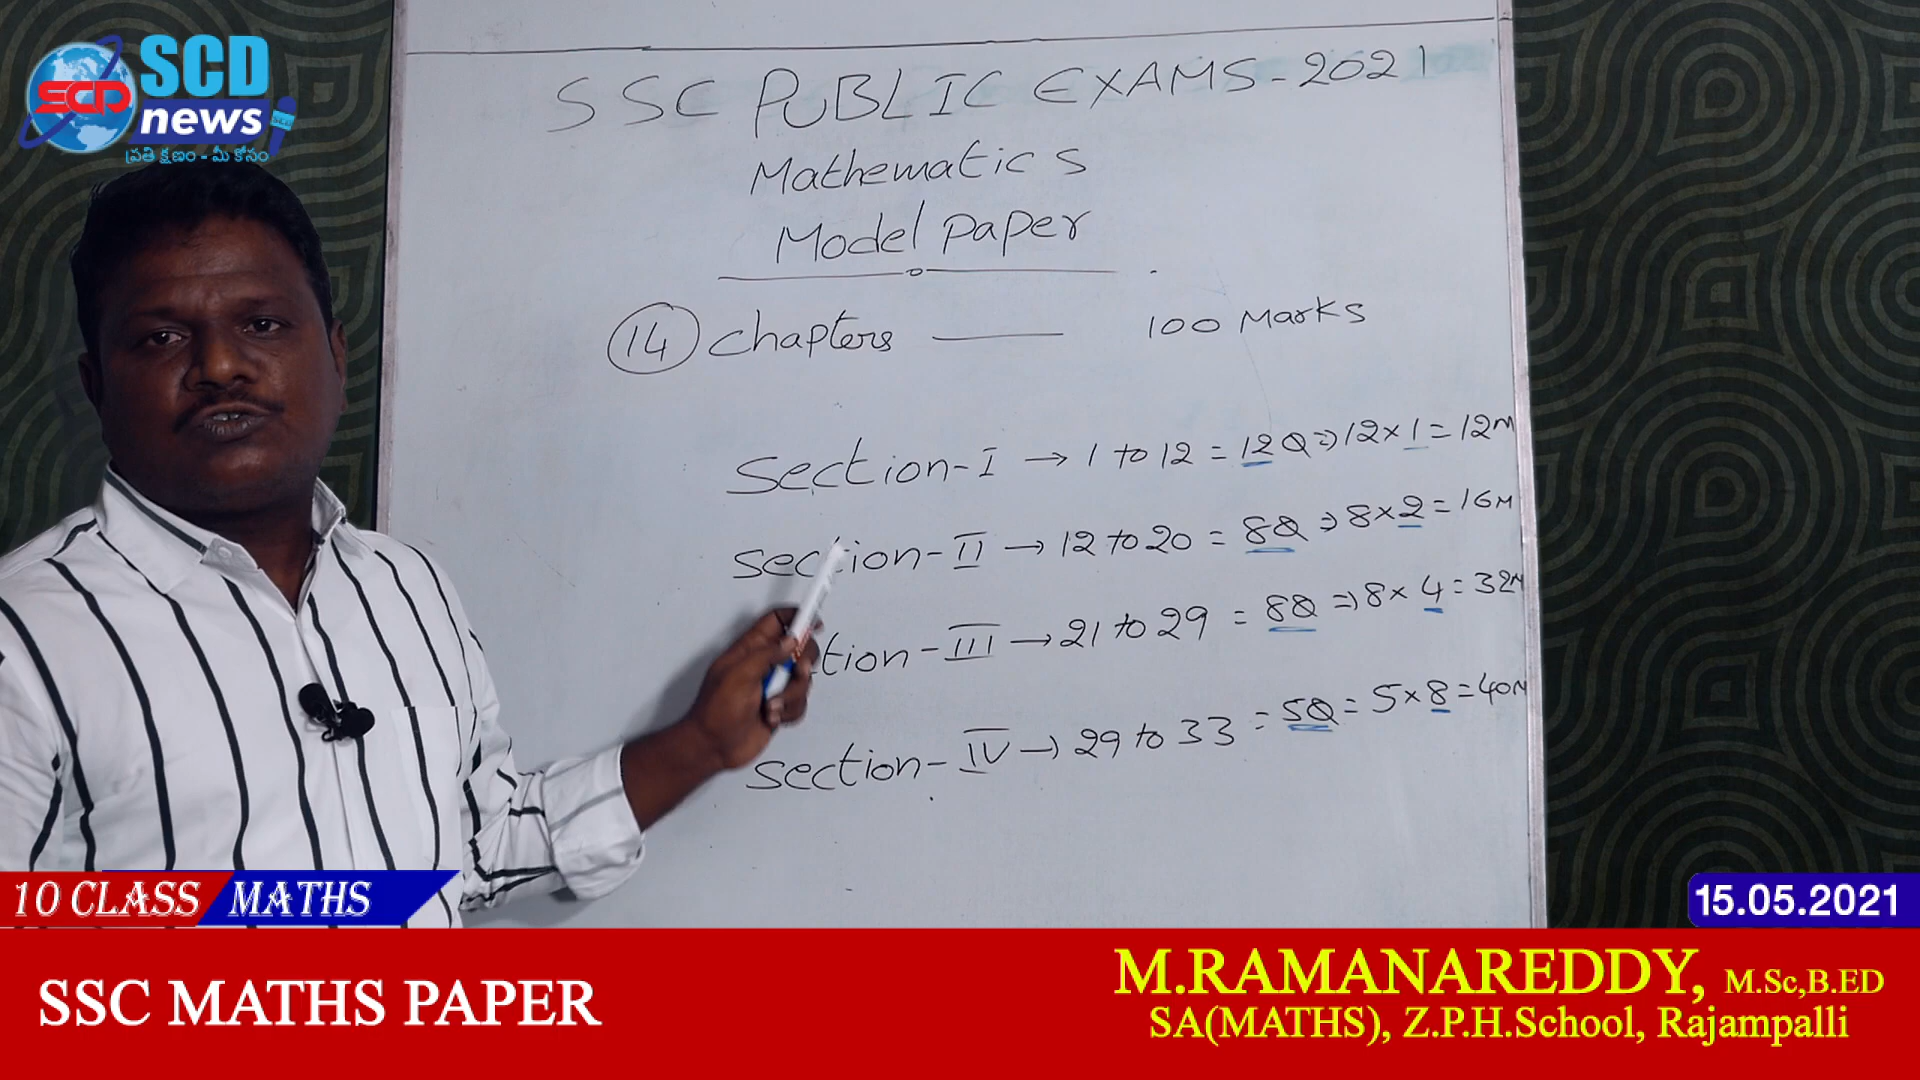 SCD
SCD
news
ప్రతి క్షణం - మీ కోసం
SSC PUBLIC EXAMS-2021
Mathematics
Model Paper
14 chapters — 100 Marks
Section-I → 1 to 12 = 12Q ⇒ 12×1 = 12M
Section-II → 12 to 20 = 8Q ⇒ 8×2 = 16M
tion-III → 21 to 29 = 8Q ⇒ 8×4 = 32M
Section-IV → 29 to 33 = 5Q = 5×8 = 40M
10 CLASS MATHS
15.05.2021
SSC MATHS PAPER
M.RAMANAREDDY, M.Sc,B.ED
SA(MATHS), Z.P.H.School, Rajampalli